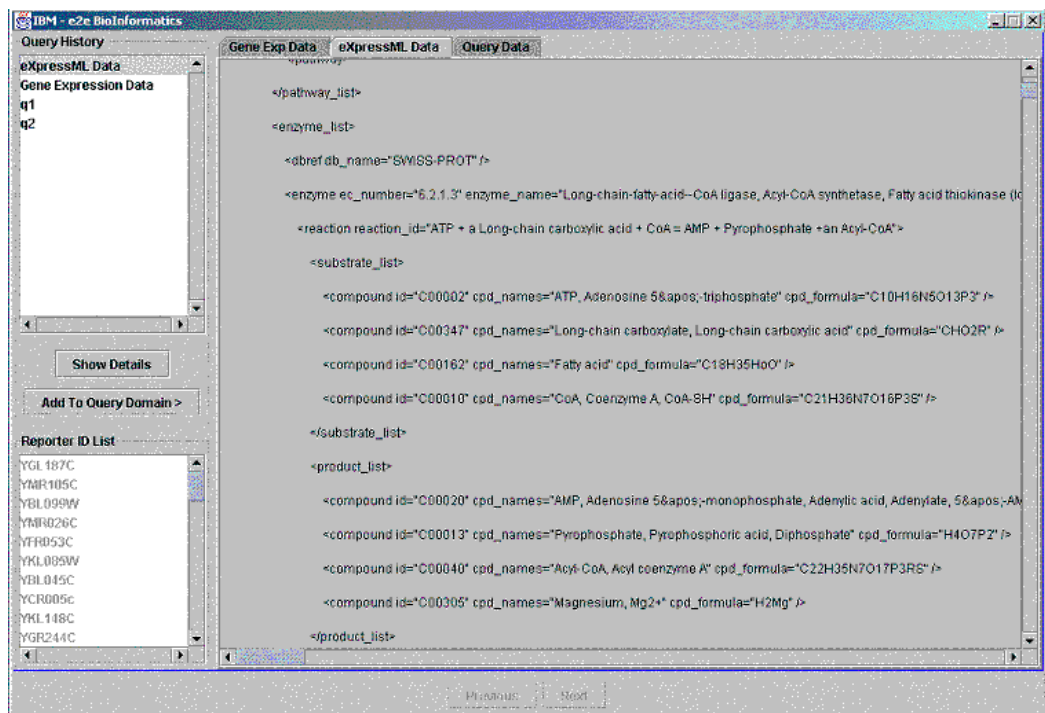 IBM - e2e BioInformatics
Query History
eXpressML Data
Gene Expression Data
q1
q2
Show Details
Add To Query Domain >
Reporter ID List
YGL187C
YMR105C
YBL099W
YMR026C
YFR053C
YKL085W
YBL045C
YCR005c
YKL148C
YGR244C
Gene Exp Data eXpressML Data Query Data
</pathway_list>
<enzyme_list>
<dbref db_name="SWISS-PROT" />
<enzyme ec_number="6.2.1.3" enzyme_name="Long-chain-fatty-acid--CoA ligase, Acyl-CoA synthetase, Fatty acid thiokinase (lo
<reaction reaction_id="ATP + a Long-chain carboxylic acid + CoA = AMP + Pyrophosphate +an Acyl-CoA">
<substrate_list>
<compound id="C00002" cpd_names="ATP, Adenosine 5&apos;-triphosphate" cpd_formula="C10H16N5O13P3" />
<compound id="C00347" cpd_names="Long-chain carboxylate, Long-chain carboxylic acid" cpd_formula="CHO2R" />
<compound id="C00162" cpd_names="Fatty acid" cpd_formula="C18H35HoO" />
<compound id="C00010" cpd_names="CoA, Coenzyme A, CoA-SH" cpd_formula="C21H36N7O16P3S" />
</substrate_list>
<product_list>
<compound id="C00020" cpd_names="AMP, Adenosine 5&apos;-monophosphate, Adenylic acid, Adenylate, 5&apos;-AM
<compound id="C00013" cpd_names="Pyrophosphate, Pyrophosphoric acid, Diphosphate" cpd_formula="H4O7P2" />
<compound id="C00040" cpd_names="Acyl-CoA, Acyl coenzyme A" cpd_formula="C22H35N7O17P3RS" />
<compound id="C00305" cpd_names="Magnesium, Mg2+" cpd_formula="H2Mg" />
</product_list>
Previous Next